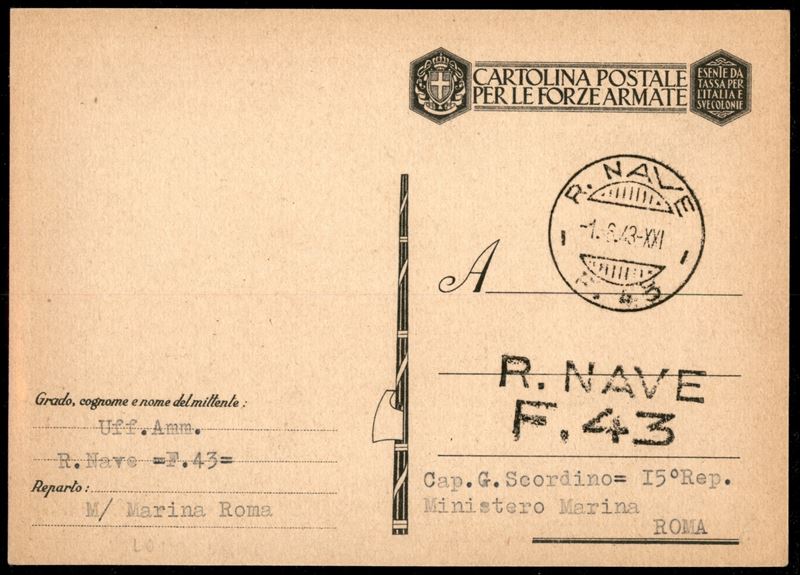 CARTOLINA POSTALE
PER LE FORZE ARMATE
ESENTE DA
TASSA PER
L'ITALIA E
SVE COLONIE
R. NAVE
-1.-6.43-XXI
F. 43
A
R. NAVE
F. 43
Grado, cognome e nome del mittente :
Uff. Amm.
R. Nave =F.43=
Reparto :
M/ Marina Roma
Cap. G. Scordino= I5°Rep.
Ministero Marina
ROMA